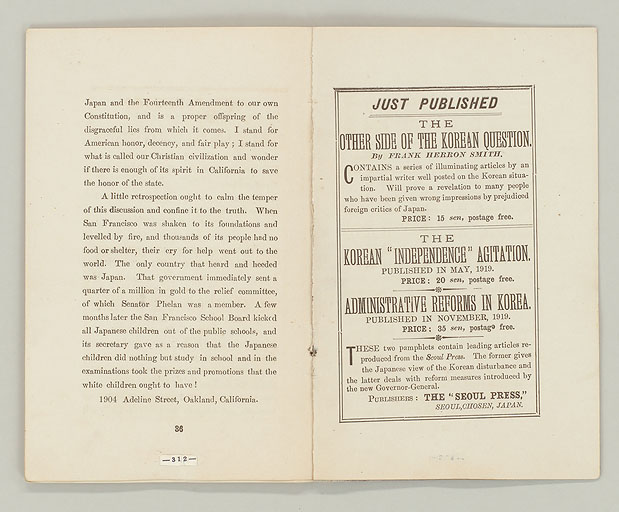 Japan and the Fourteenth Amendment to our own
Constitution, and is a proper offspring of the
disgraceful lies from which it comes. I stand for
American honor, decency, and fair play ; I stand for
what is called our Christian civilization and wonder
if there is enough of its spirit in California to save
the honor of the state.
A little retrospection ought to calm the temper
of this discussion and confine it to the truth. When
San Francisco was shaken to its foundations and
levelled by fire, and thousands of its people had no
food or shelter, their cry for help went out to the
world. The only country that heard and heeded
was Japan. That government immediately sent a
quarter of a million in gold to the relief committee,
of which Senator Phelan was a member. A few
months later the San Francisco School Board kicked
all Japanese children out of the public schools, and
its secretary gave as a reason that the Japanese
children did nothing but study in school and in the
examinations took the prizes and promotions that the
white children ought to have !
1904 Adeline Street, Oakland, California.
36
—312—
JUST PUBLISHED
THE
OTHER SIDE OF THE KOREAN QUESTION.
By FRANK HERRON SMITH.
CONTAINS a series of illuminating articles by an
impartial writer well posted on the Korean situa-
tion. Will prove a revelation to many people
who have been given wrong impressions by prejudiced
foreign critics of Japan.
PRICE : 15 sen, postage free.
THE
KOREAN "INDEPENDENCE" AGITATION.
PUBLISHED IN MAY, 1919.
PRICE : 20 sen, postage free.
ADMINISTRATIVE REFORMS IN KOREA.
PUBLISHED IN NOVEMBER, 1919.
PRICE : 35 sen, postage free.
THESE two pamphlets contain leading articles re-
produced from the Seoul Press. The former gives
the Japanese view of the Korean disturbance and
the latter deals with reform measures introduced by
the new Governor-General.
PUBLISHERS : THE "SEOUL PRESS,"
SEOUL, CHOSEN, JAPAN.